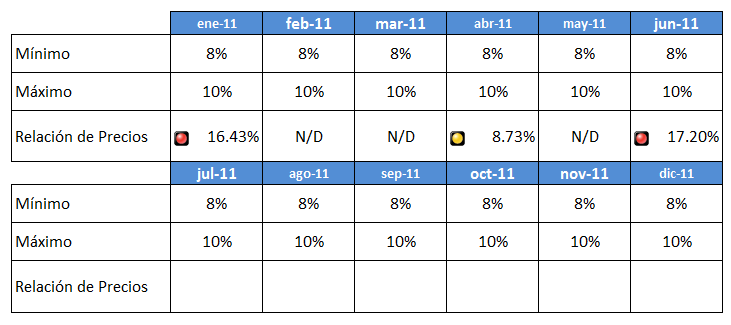 ene-11 feb-11 mar-11 abr-11 may-11 jun-11
Mínimo 8% 8% 8% 8% 8% 8%
Máximo 10% 10% 10% 10% 10% 10%
Relación de Precios 16.43% N/D N/D 8.73% N/D 17.20%
jul-11 ago-11 sep-11 oct-11 nov-11 dic-11
Mínimo 8% 8% 8% 8% 8% 8%
Máximo 10% 10% 10% 10% 10% 10%
Relación de Precios